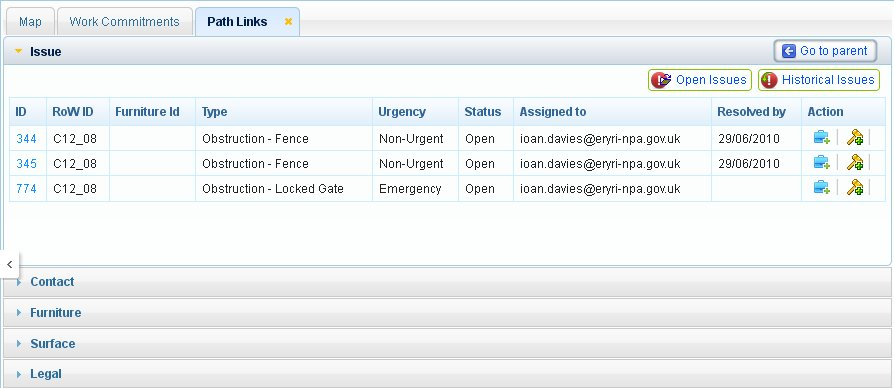 Map Work Commitments Path Links
Issue Go to parent
Open Issues Historical Issues
ID RoW ID Furniture Id Type Urgency Status Assigned to Resolved by Action
344 C12_08 Obstruction - Fence Non-Urgent Open ioan.davies@eryri-npa.gov.uk 29/06/2010
345 C12_08 Obstruction - Fence Non-Urgent Open ioan.davies@eryri-npa.gov.uk 29/06/2010
774 C12_08 Obstruction - Locked Gate Emergency Open ioan.davies@eryri-npa.gov.uk
Contact
Furniture
Surface
Legal